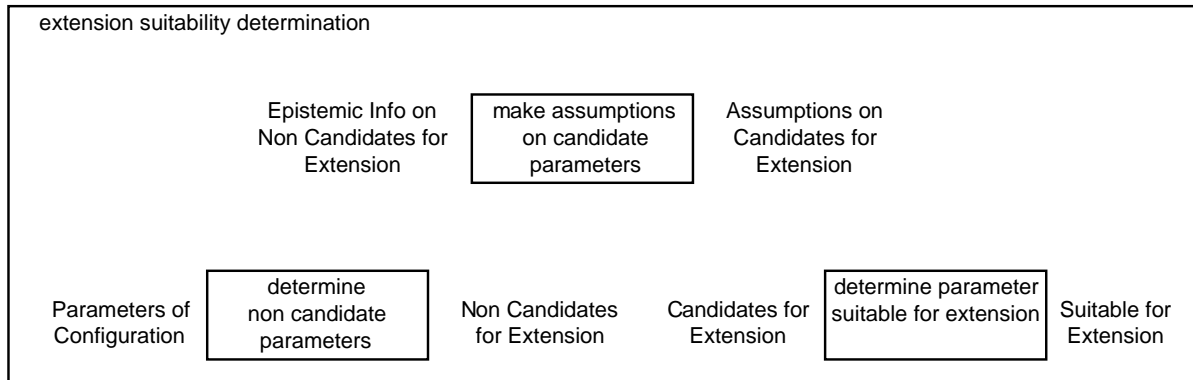 extension suitability determination
Epistemic Info on
Non Candidates for
Extension
make assumptions
on candidate
parameters
Assumptions on
Candidates for
Extension
Parameters of
Configuration
determine
non candidate
parameters
Non Candidates
for Extension
Candidates for
Extension
determine parameter
suitable for extension
Suitable for
Extension